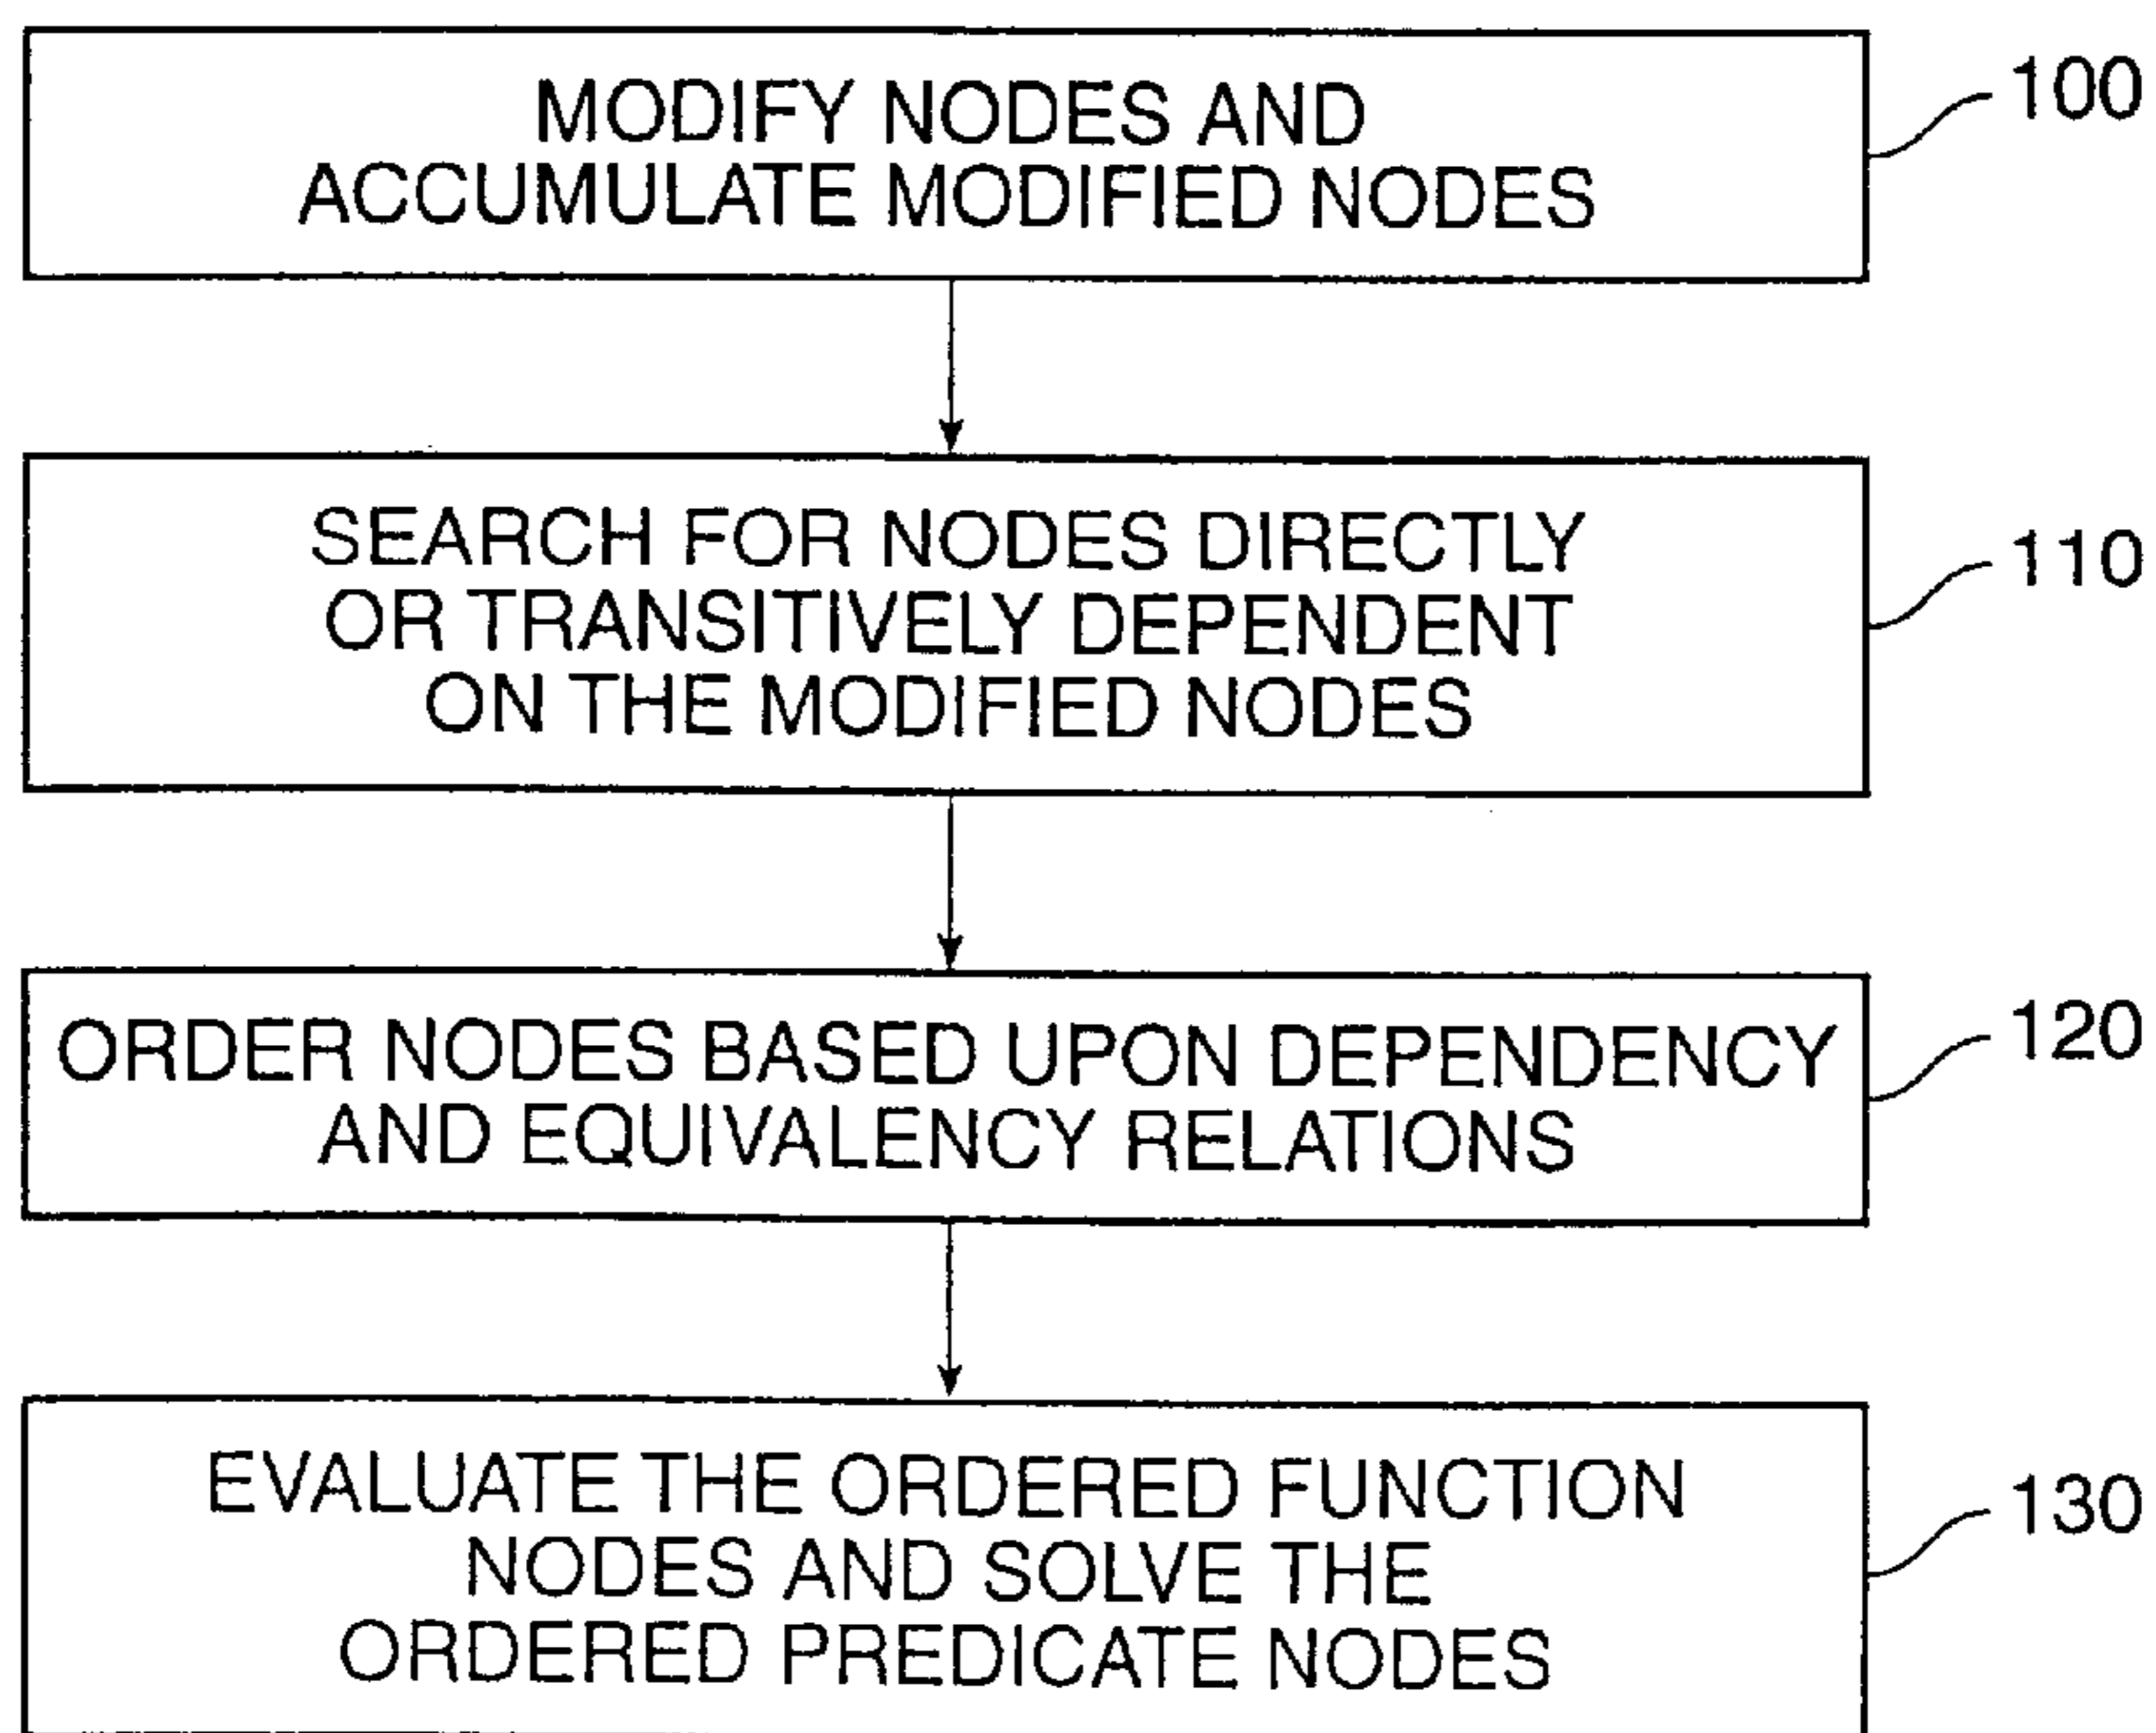 MODIFY NODES AND
ACCUMULATE MODIFIED NODES
100
SEARCH FOR NODES DIRECTLY
OR TRANSITIVELY DEPENDENT
ON THE MODIFIED NODES
110
ORDER NODES BASED UPON DEPENDENCY
AND EQUIVALENCY RELATIONS
120
EVALUATE THE ORDERED FUNCTION
NODES AND SOLVE THE
ORDERED PREDICATE NODES
130